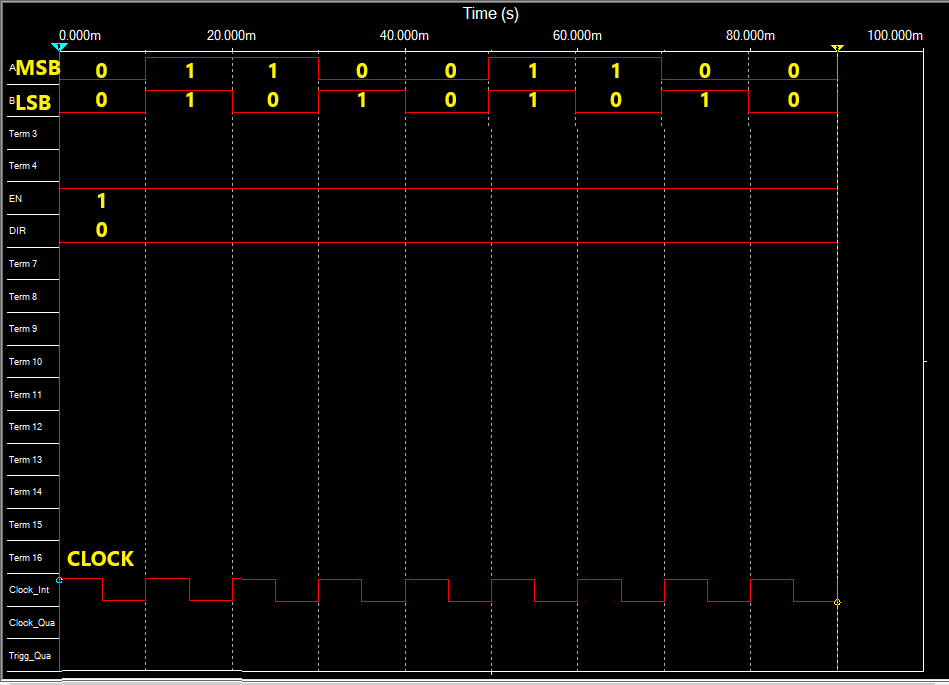 Time (s)
0.000m 20.000m 40.000m 60.000m 80.000m 100.000m
A MSB 0 1 1 0 0 1 1 0 0
B LSB 0 1 0 1 0 1 0 1 0
Term 3
Term 4
EN 1
DIR 0
Term 7
Term 8
Term 9
Term 10
Term 11
Term 12
Term 13
Term 14
Term 15
Term 16 CLOCK
Clock_Int
Clock_Qua
Trigg_Qua